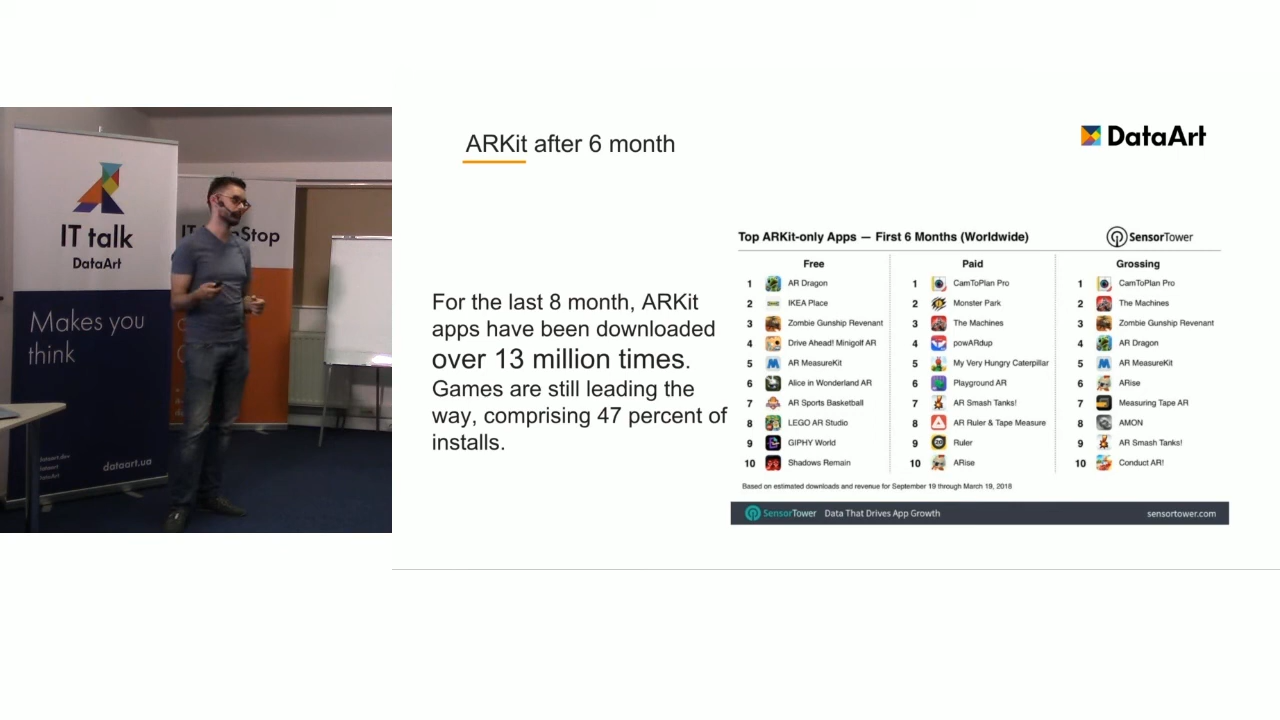 IT talk
DataArt
Makes you
think
dataart.ua
ARKit after 6 month
DataArt
For the last 8 month, ARKit
apps have been downloaded
over 13 million times.
Games are still leading the
way, comprising 47 percent of
installs.
Top ARKit-only Apps — First 6 Months (Worldwide)
SensorTower
Free
1 AR Dragon
2 IKEA Place
3 Zombie Gunship Revenant
4 Drive Ahead! Minigolf AR
5 AR MeasureKit
6 Alice in Wonderland AR
7 AR Sports Basketball
8 LEGO AR Studio
9 GIPHY World
10 Shadows Remain
Paid
1 CamToPlan Pro
2 Monster Park
3 The Machines
4 powARdup
5 My Very Hungry Caterpillar
6 Playground AR
7 AR Smash Tanks!
8 AR Ruler & Tape Measure
9 Ruler
10 ARise
Grossing
1 CamToPlan Pro
2 The Machines
3 Zombie Gunship Revenant
4 AR Dragon
5 AR MeasureKit
6 ARise
7 Measuring Tape AR
8 AMON
9 AR Smash Tanks!
10 Conduct AR!
Based on estimated downloads and revenue for September 19 through March 19, 2018
SensorTower Data That Drives App Growth
sensortower.com